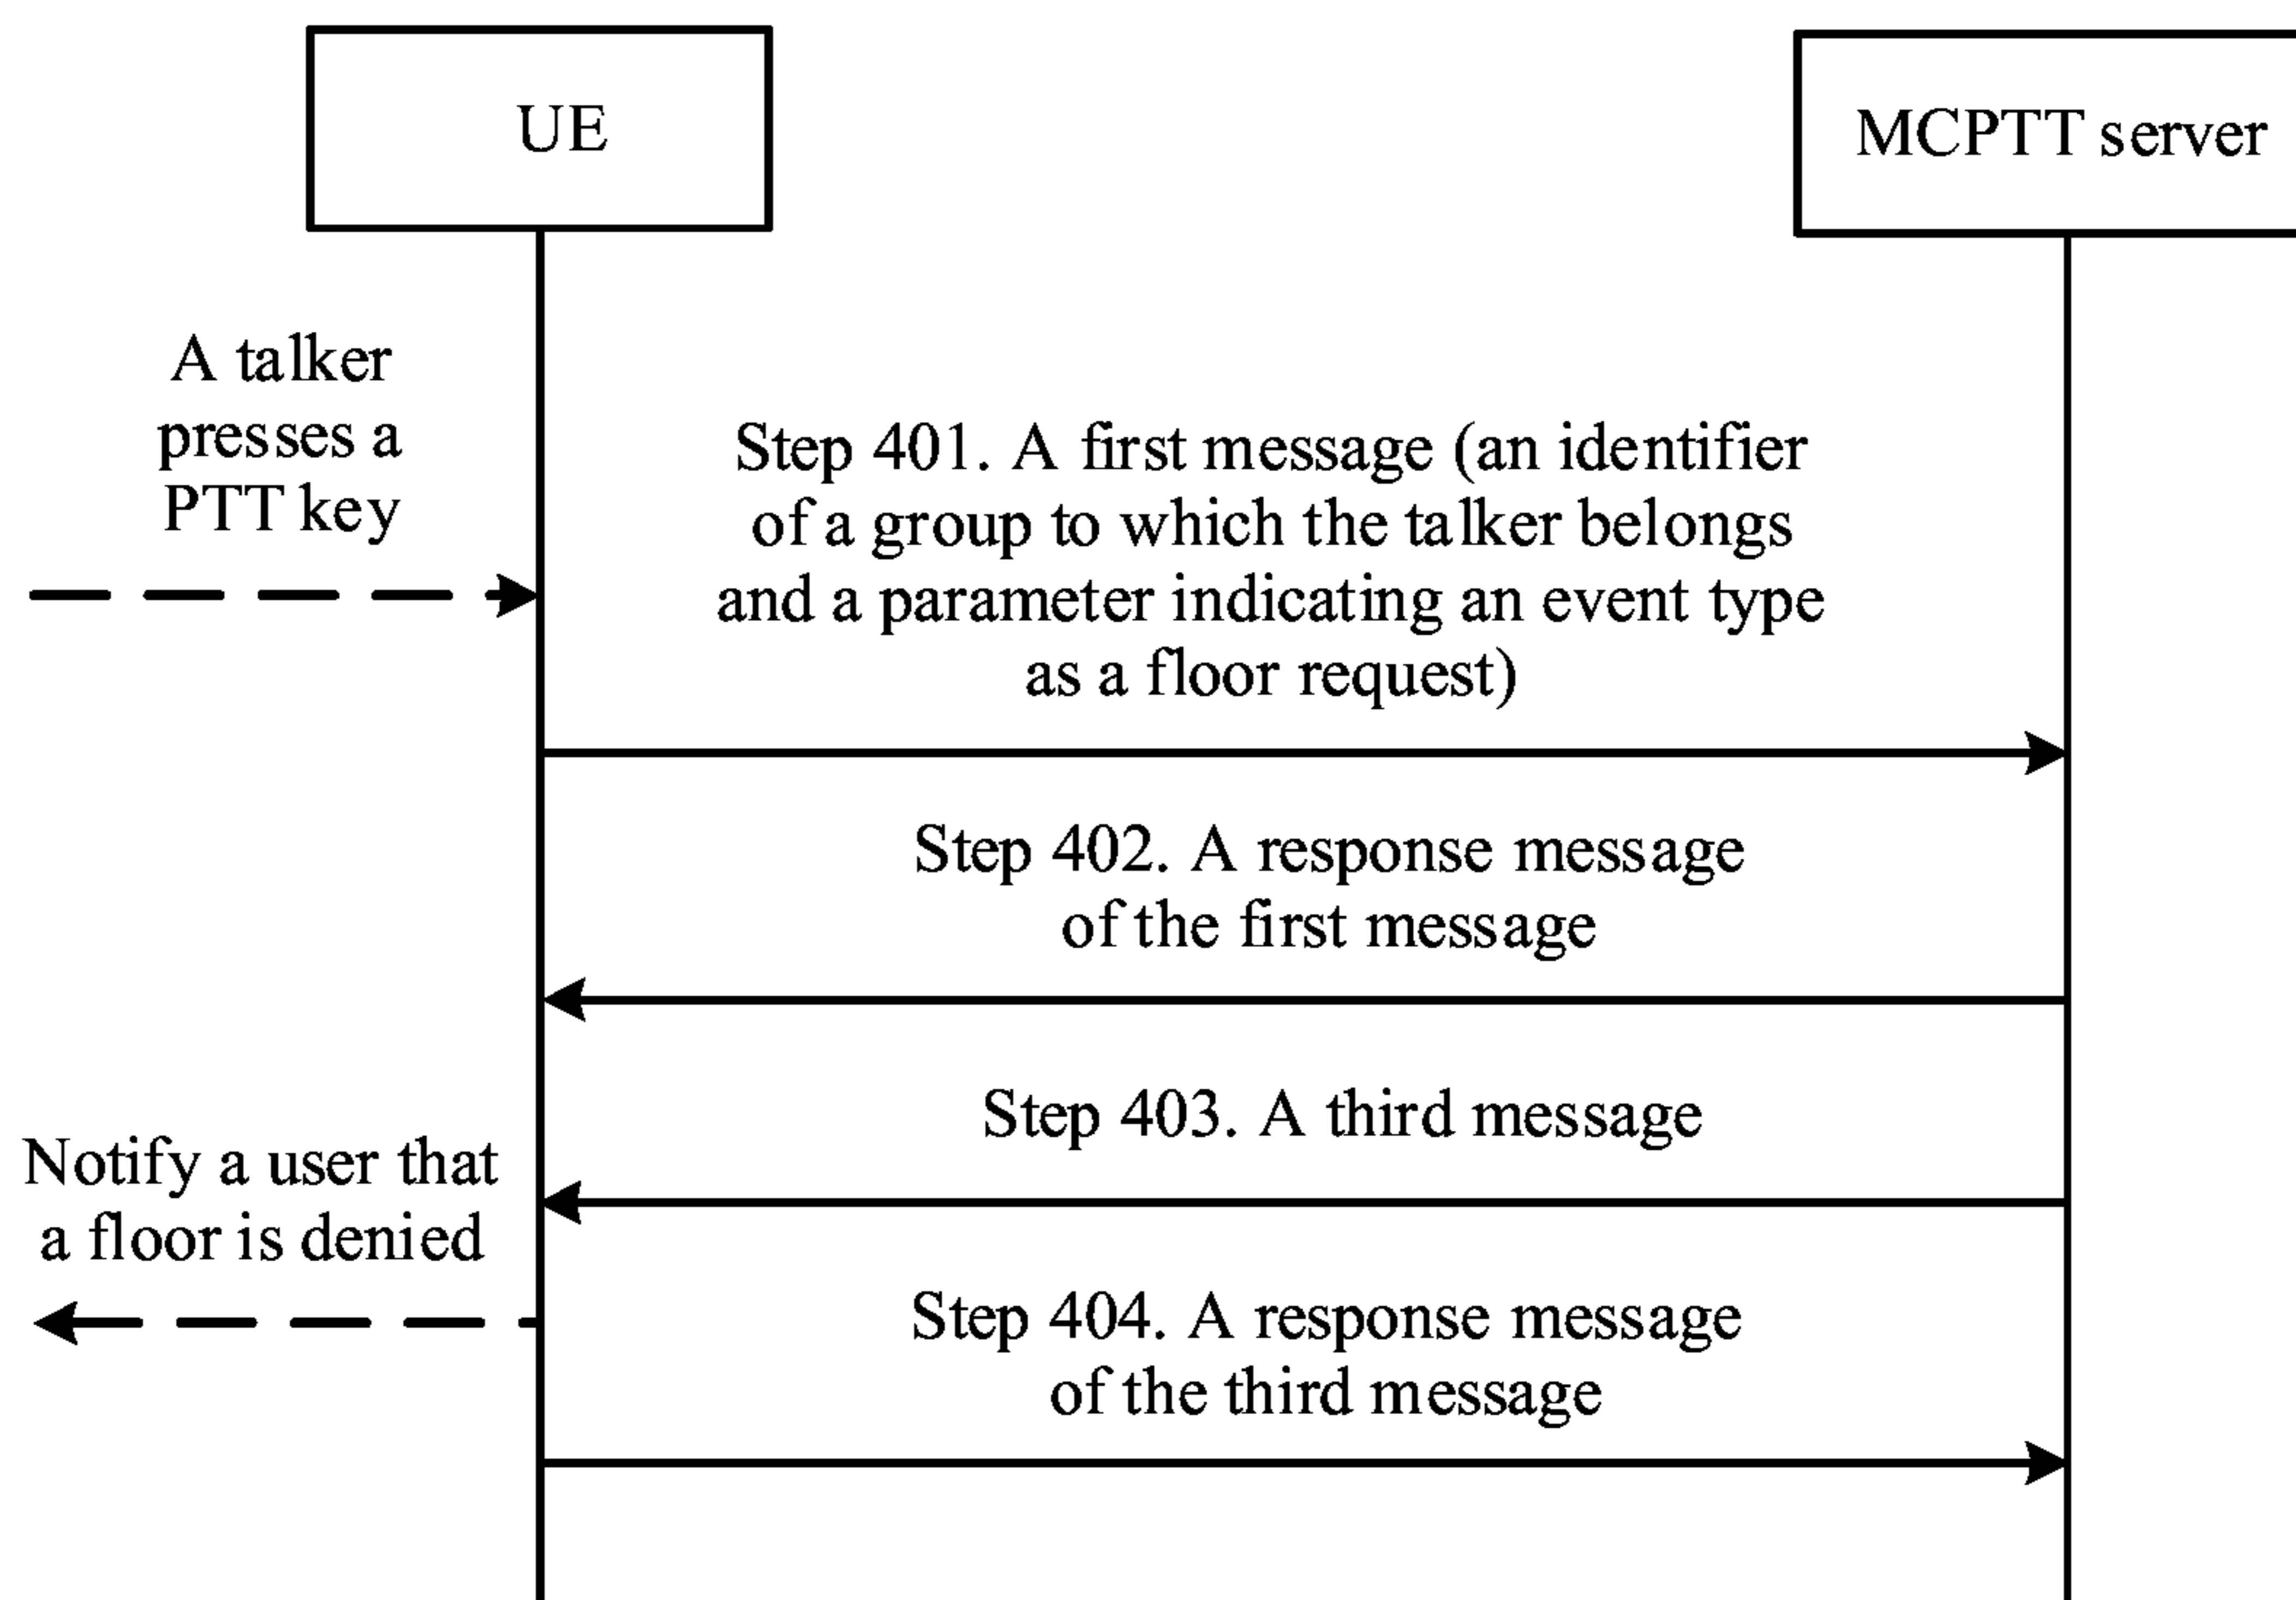 UE
MCPTT server
A talker
presses a
PTT key
Step 401. A first message (an identifier
of a group to which the talker belongs
and a parameter indicating an event type
as a floor request)
Step 402. A response message
of the first message
Step 403. A third message
Notify a user that
a floor is denied
Step 404. A response message
of the third message